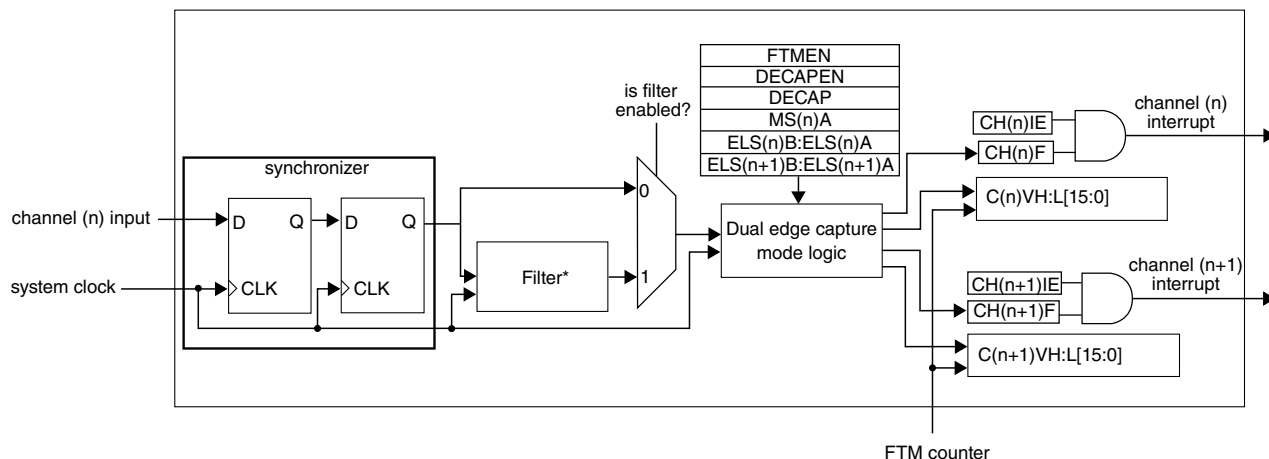 FTMEN
DECAPEN
DECAP
MS(n)A
ELS(n)B:ELS(n)A
ELS(n+1)B:ELS(n+1)A
is filter
enabled?
synchronizer
channel (n) input
system clock
D Q
CLK
D Q
CLK
Filter*
0
1
Dual edge capture
mode logic
CH(n)IE
CH(n)F
channel (n)
interrupt
C(n)VH:L[15:0]
CH(n+1)IE
CH(n+1)F
channel (n+1)
interrupt
C(n+1)VH:L[15:0]
FTM counter